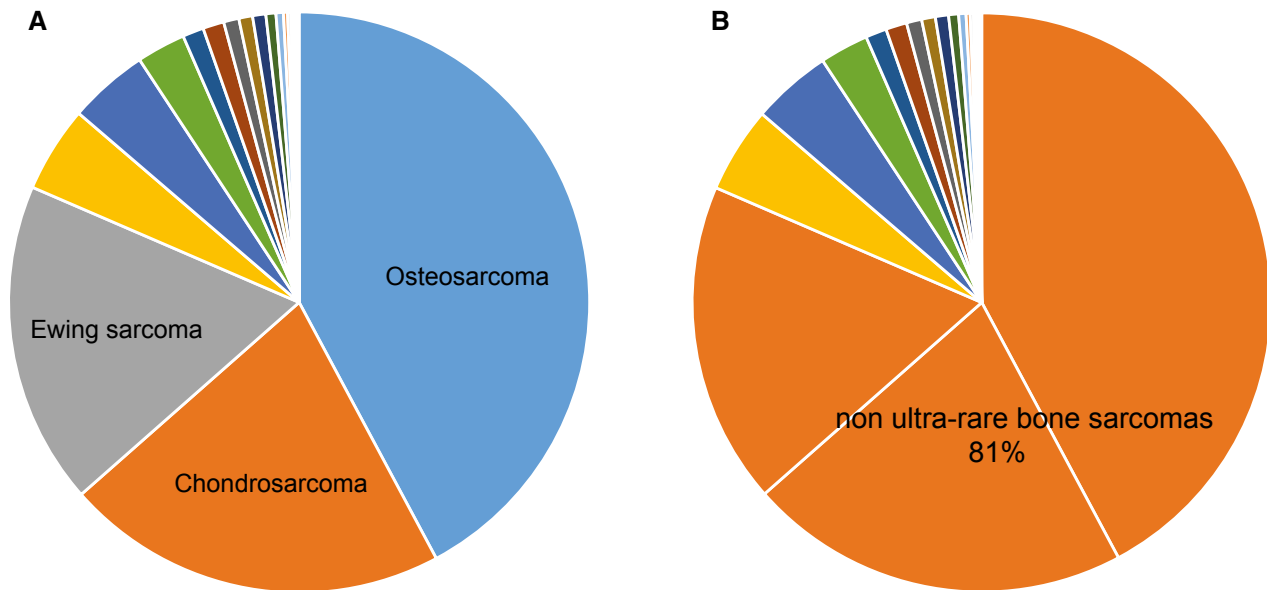 A
B
Osteosarcoma
Ewing sarcoma
Chondrosarcoma
non ultra-rare bone sarcomas
81%